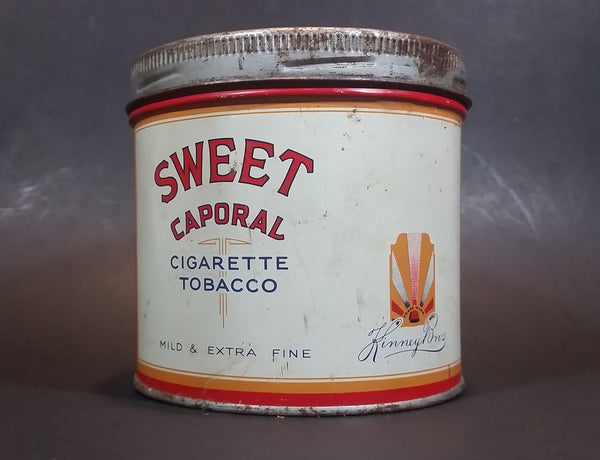 SWEET
CAPORAL
CIGARETTE
TOBACCO
MILD & EXTRA FINE
Kinney Bros